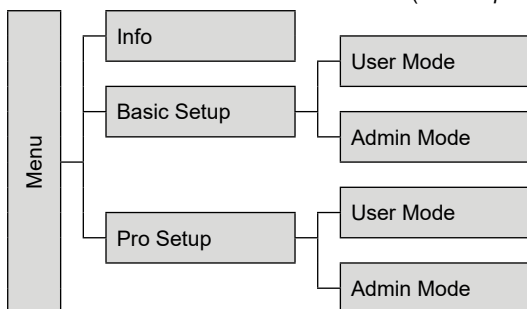 Info
User Mode
Basic Setup
Admin Mode
Menu
User Mode
Pro Setup
Admin Mode